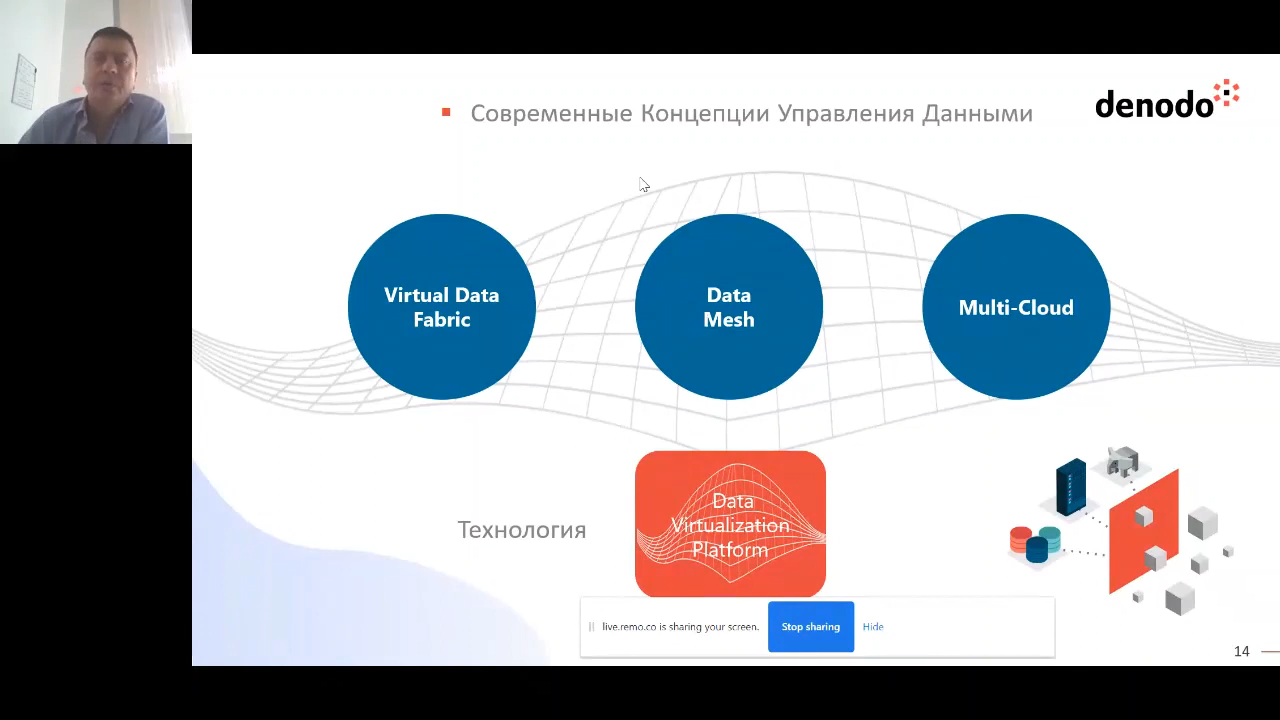 Современные Концепции Управления Данными
denodo
Virtual Data
Fabric
Data
Mesh
Multi-Cloud
Технология
Data
Virtualization
Platform
live.remo.co is sharing your screen.
Stop sharing
Hide
14